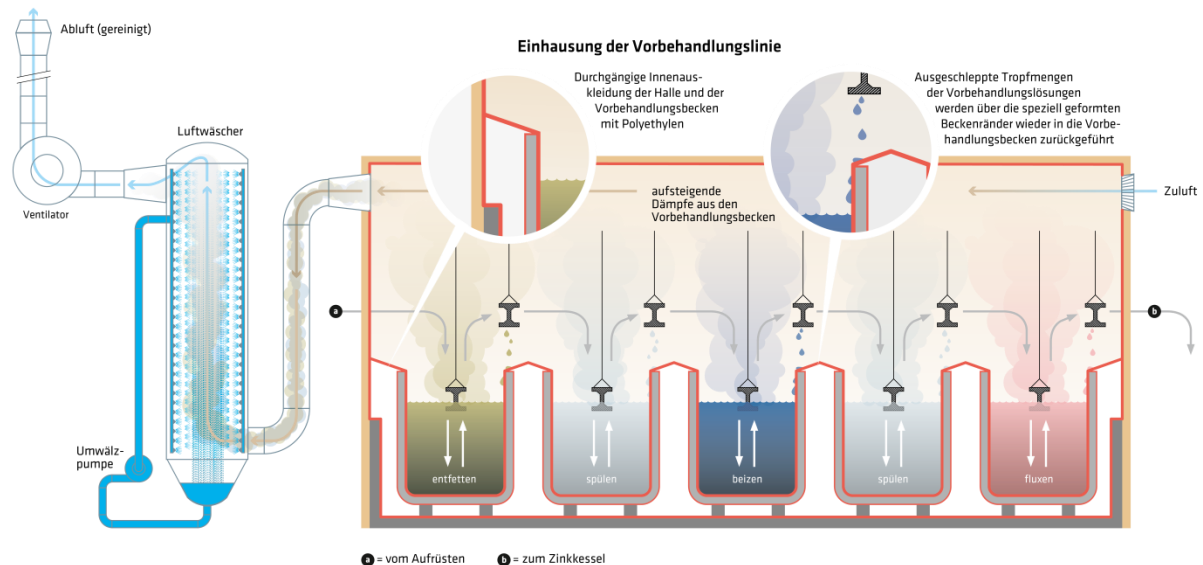 Abluft (gereinigt)
Einhausung der Vorbehandlungslinie
Durchgängige Innenaus-
kleidung der Halle und der
Vorbehandlungsbecken
mit Polyethylen
Ausgeschleppte Tropfmengen
der Vorbehandlungslösungen
werden über die speziell geformten
Beckenränder wieder in die Vorbe-
handlungsbecken zurückgeführt
Luftwäscher
Ventilator
aufsteigende
Dämpfe aus den
Vorbehandlungsbecken
Zuluft
a
b
Umwälz-
pumpe
entfetten
spülen
beizen
spülen
fluxen
a = vom Aufrüsten
b = zum Zinkkessel